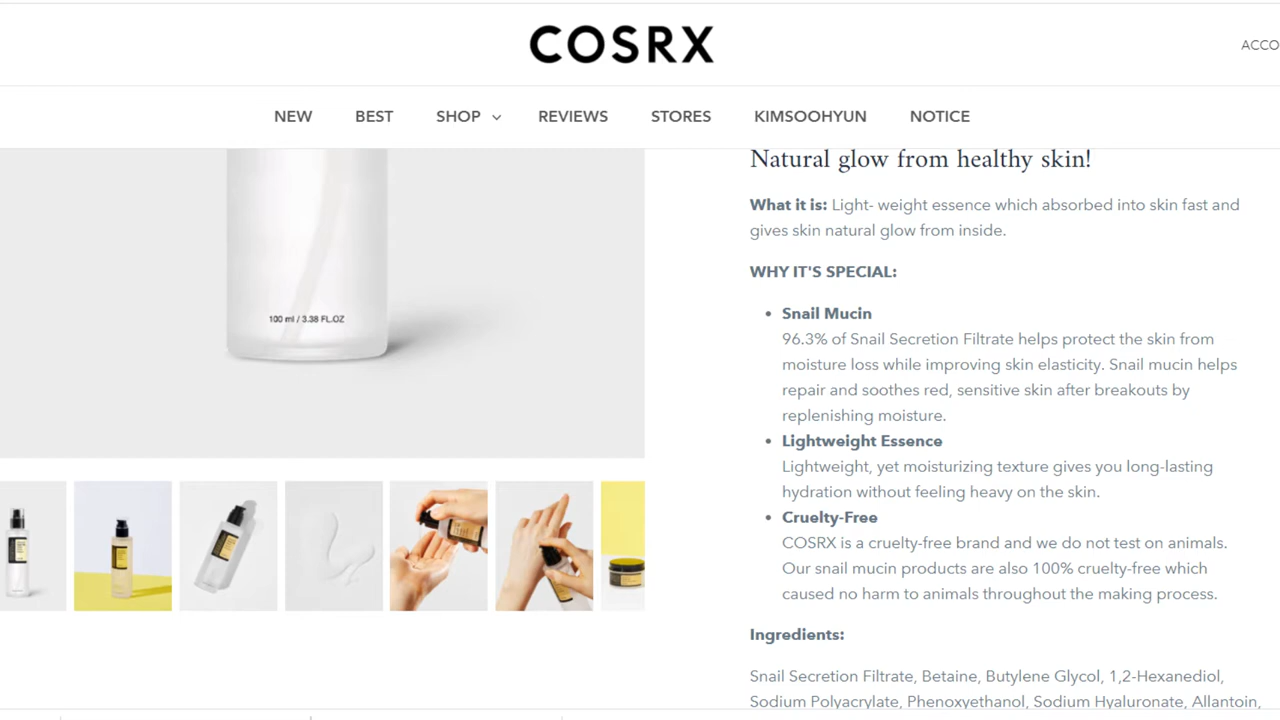 COSRX
ACCO
NEW BEST SHOP REVIEWS STORES KIMSOOHYUN NOTICE
100 ml / 3.38 FL.OZ
Natural glow from healthy skin!
What it is: Light- weight essence which absorbed into skin fast and
gives skin natural glow from inside.
WHY IT'S SPECIAL:
• Snail Mucin
96.3% of Snail Secretion Filtrate helps protect the skin from
moisture loss while improving skin elasticity. Snail mucin helps
repair and soothes red, sensitive skin after breakouts by
replenishing moisture.
• Lightweight Essence
Lightweight, yet moisturizing texture gives you long-lasting
hydration without feeling heavy on the skin.
• Cruelty-Free
COSRX is a cruelty-free brand and we do not test on animals.
Our snail mucin products are also 100% cruelty-free which
caused no harm to animals throughout the making process.
Ingredients:
Snail Secretion Filtrate, Betaine, Butylene Glycol, 1,2-Hexanediol,
Sodium Polyacrylate, Phenoxyethanol, Sodium Hyaluronate, Allantoin,